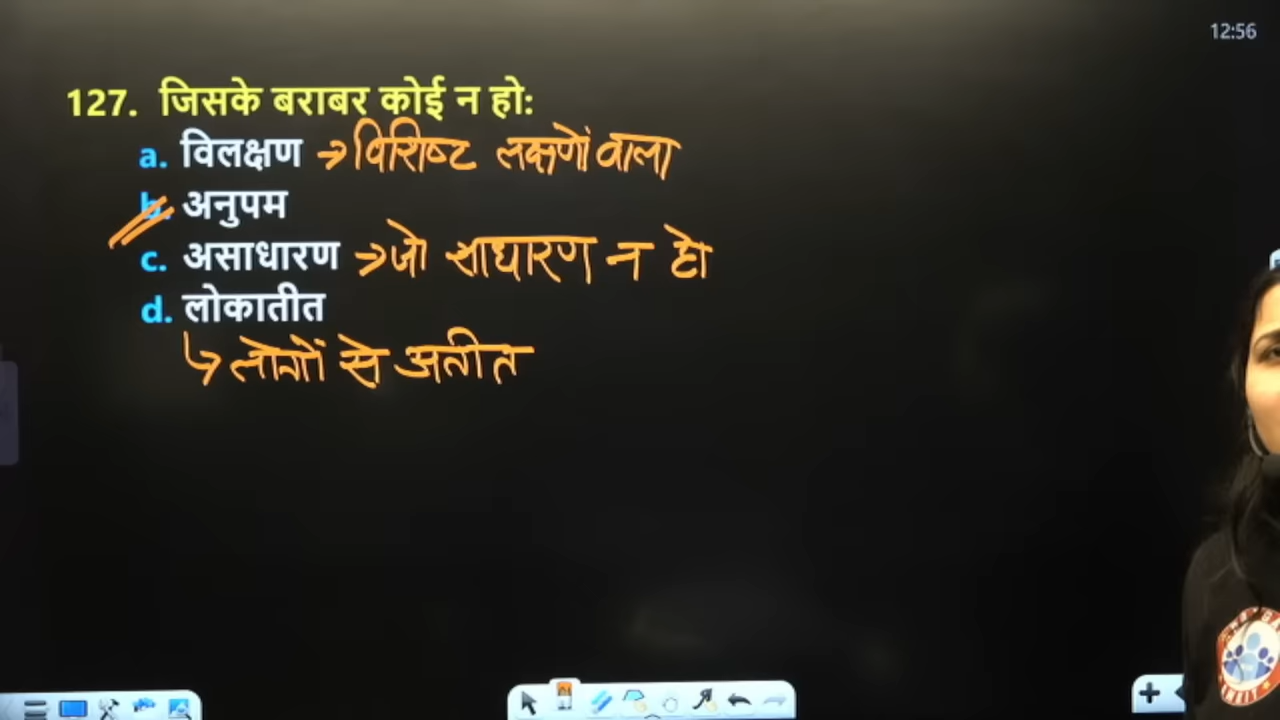 12:56
127. जिसके बराबर कोई न हो:
a. विलक्षण → विशिष्ट लक्षणों वाला
b. अनुपम
c. असाधारण → जो साधारण न हो
d. लोकातीत
↳ लोगों से अतीत